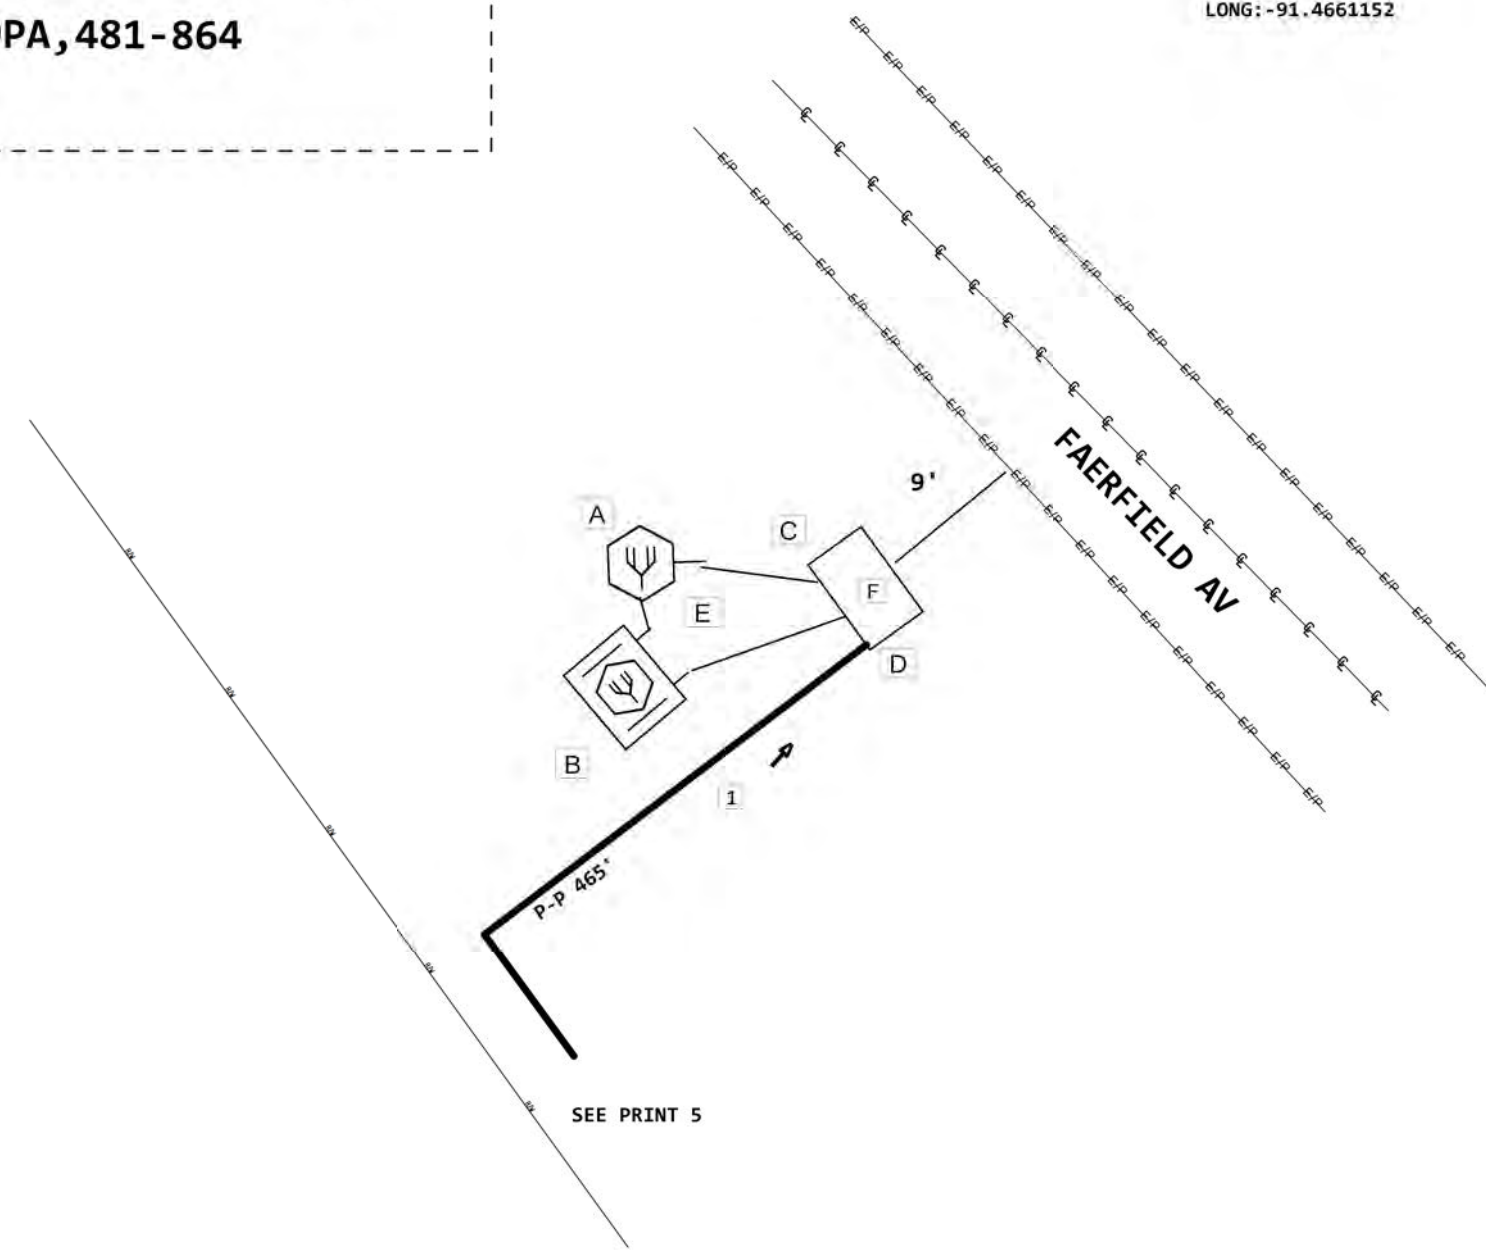 PA,481-864
LONG:-91.4661152
E/P E/P E/P E/P E/P E/P E/P E/P E/P E/P E/P E/P E/P E/P E/P E/P E/P E/P E/P
℄ ℄ ℄ ℄ ℄ ℄ ℄ ℄ ℄ ℄ ℄ ℄ ℄ ℄ ℄ ℄ ℄ ℄
E/P E/P E/P E/P E/P E/P E/P E/P E/P E/P E/P E/P E/P E/P E/P E/P E/P E/P E/P
FAERFIELD AV
9'
A
C
F
E
D
B
1
P-P 465'
SEE PRINT 5